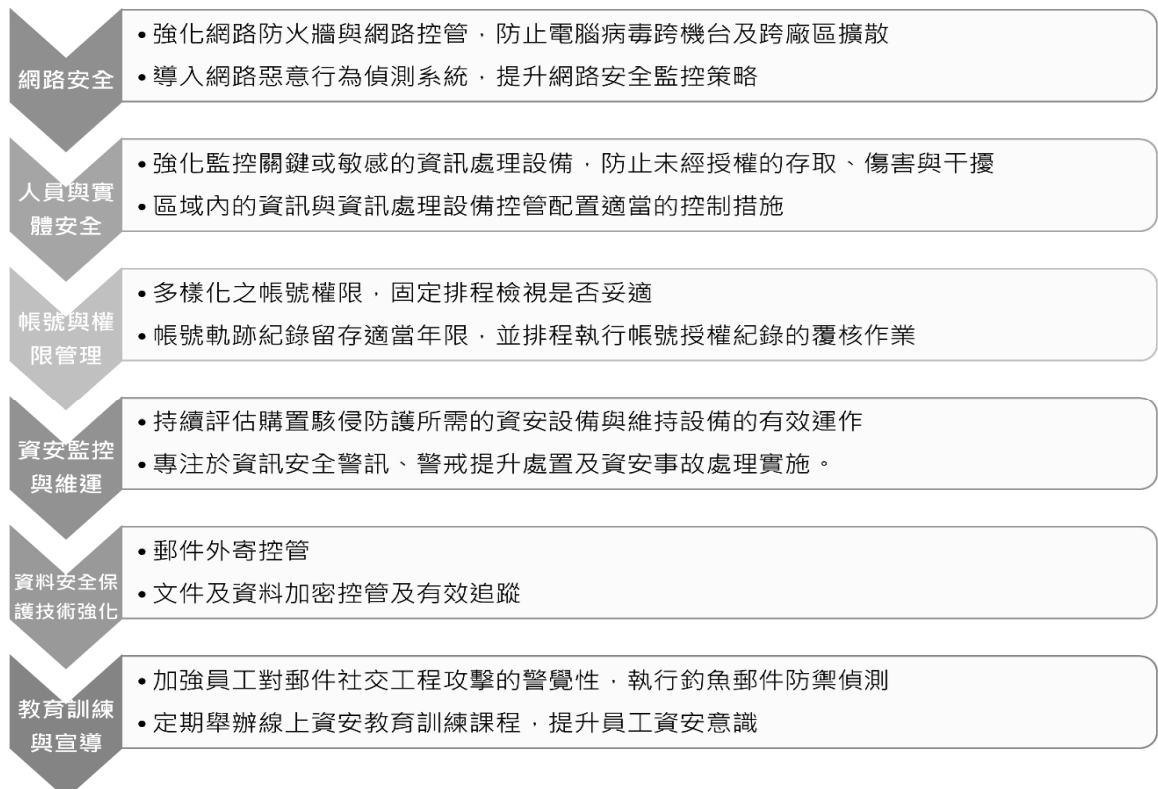 網路安全
• 強化網路防火牆與網路控管，防止電腦病毒跨機台及跨廠區擴散
• 導入網路惡意行為偵測系統，提升網路安全監控策略
人員與實
體安全
• 強化監控關鍵或敏感的資訊處理設備，防止未經授權的存取、傷害與干擾
• 區域內的資訊與資訊處理設備控管配置適當的控制措施
帳號與權
限管理
• 多樣化之帳號權限，固定排程檢視是否妥適
• 帳號軌跡紀錄留存適當年限，並排程執行帳號授權紀錄的覆核作業
資安監控
與維運
• 持續評估購置駭侵防護所需的資安設備與維持設備的有效運作
• 專注於資訊安全警訊、警戒提升處置及資安事故處理實施。
資料安全保
護技術強化
• 郵件外寄控管
• 文件及資料加密控管及有效追蹤
教育訓練
與宣導
• 加強員工對郵件社交工程攻擊的警覺性，執行釣魚郵件防禦偵測
• 定期舉辦線上資安教育訓練課程，提升員工資安意識